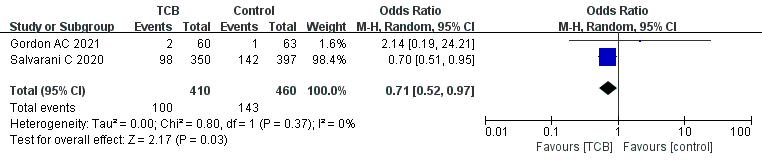 TCB Control Odds Ratio Odds Ratio
Study or Subgroup Events Total Events Total Weight M-H, Random, 95% CI M-H, Random, 95% CI
Gordon AC 2021 2 60 1 63 1.6% 2.14 [0.19, 24.21]
Salvarani C 2020 98 350 142 397 98.4% 0.70 [0.51, 0.95]
Total (95% CI) 410 460 100.0% 0.71 [0.52, 0.97]
Total events 100 143
Heterogeneity: Tau² = 0.00; Chi² = 0.80, df = 1 (P = 0.37); I² = 0%
Test for overall effect: Z = 2.17 (P = 0.03)
0.01 0.1 1 10 100
Favours [TCB] Favours [control]